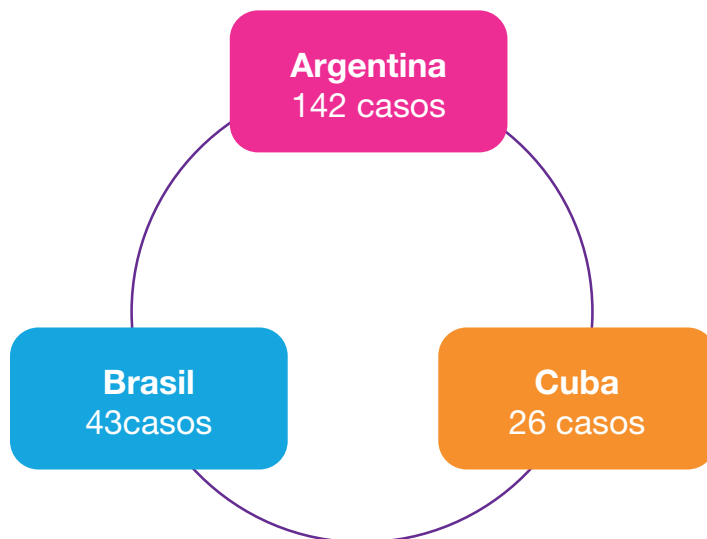 Argentina
142 casos
Brasil
43casos
Cuba
26 casos